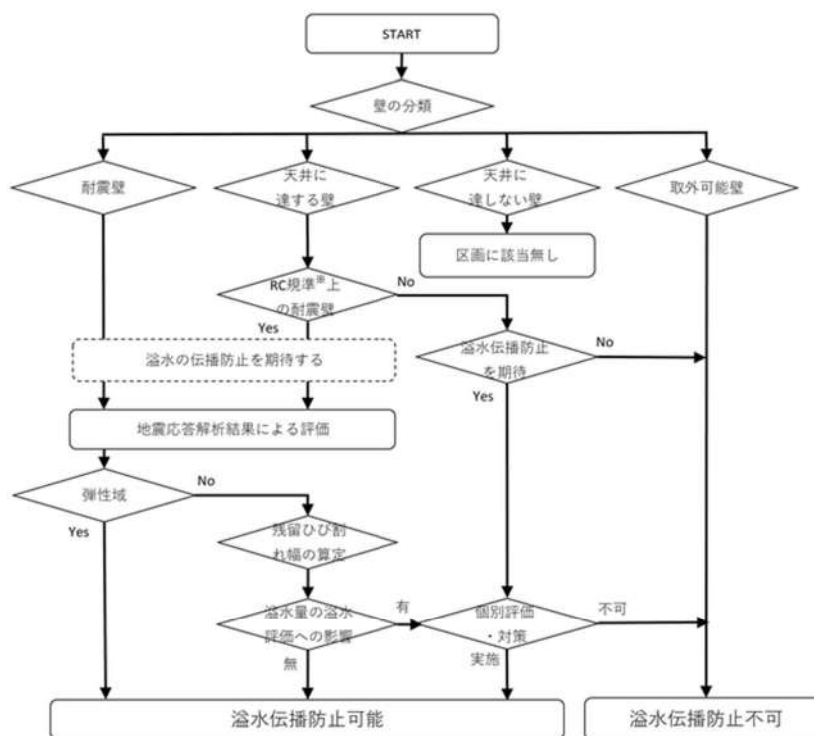 START
壁の分類
耐震壁
天井に
達する壁
天井に
達しない壁
取外可能壁
区画に該当無し
RC規準※上
の耐震壁
No
Yes
溢水の伝播防止を期待する
溢水伝播防止
を期待
No
Yes
地震応答解析結果による評価
弾性域
No
Yes
残留ひび割
れ幅の算定
溢水量の溢水
評価への影響
有
無
個別評価
・対策
不可
実施
溢水伝播防止可能
溢水伝播防止不可